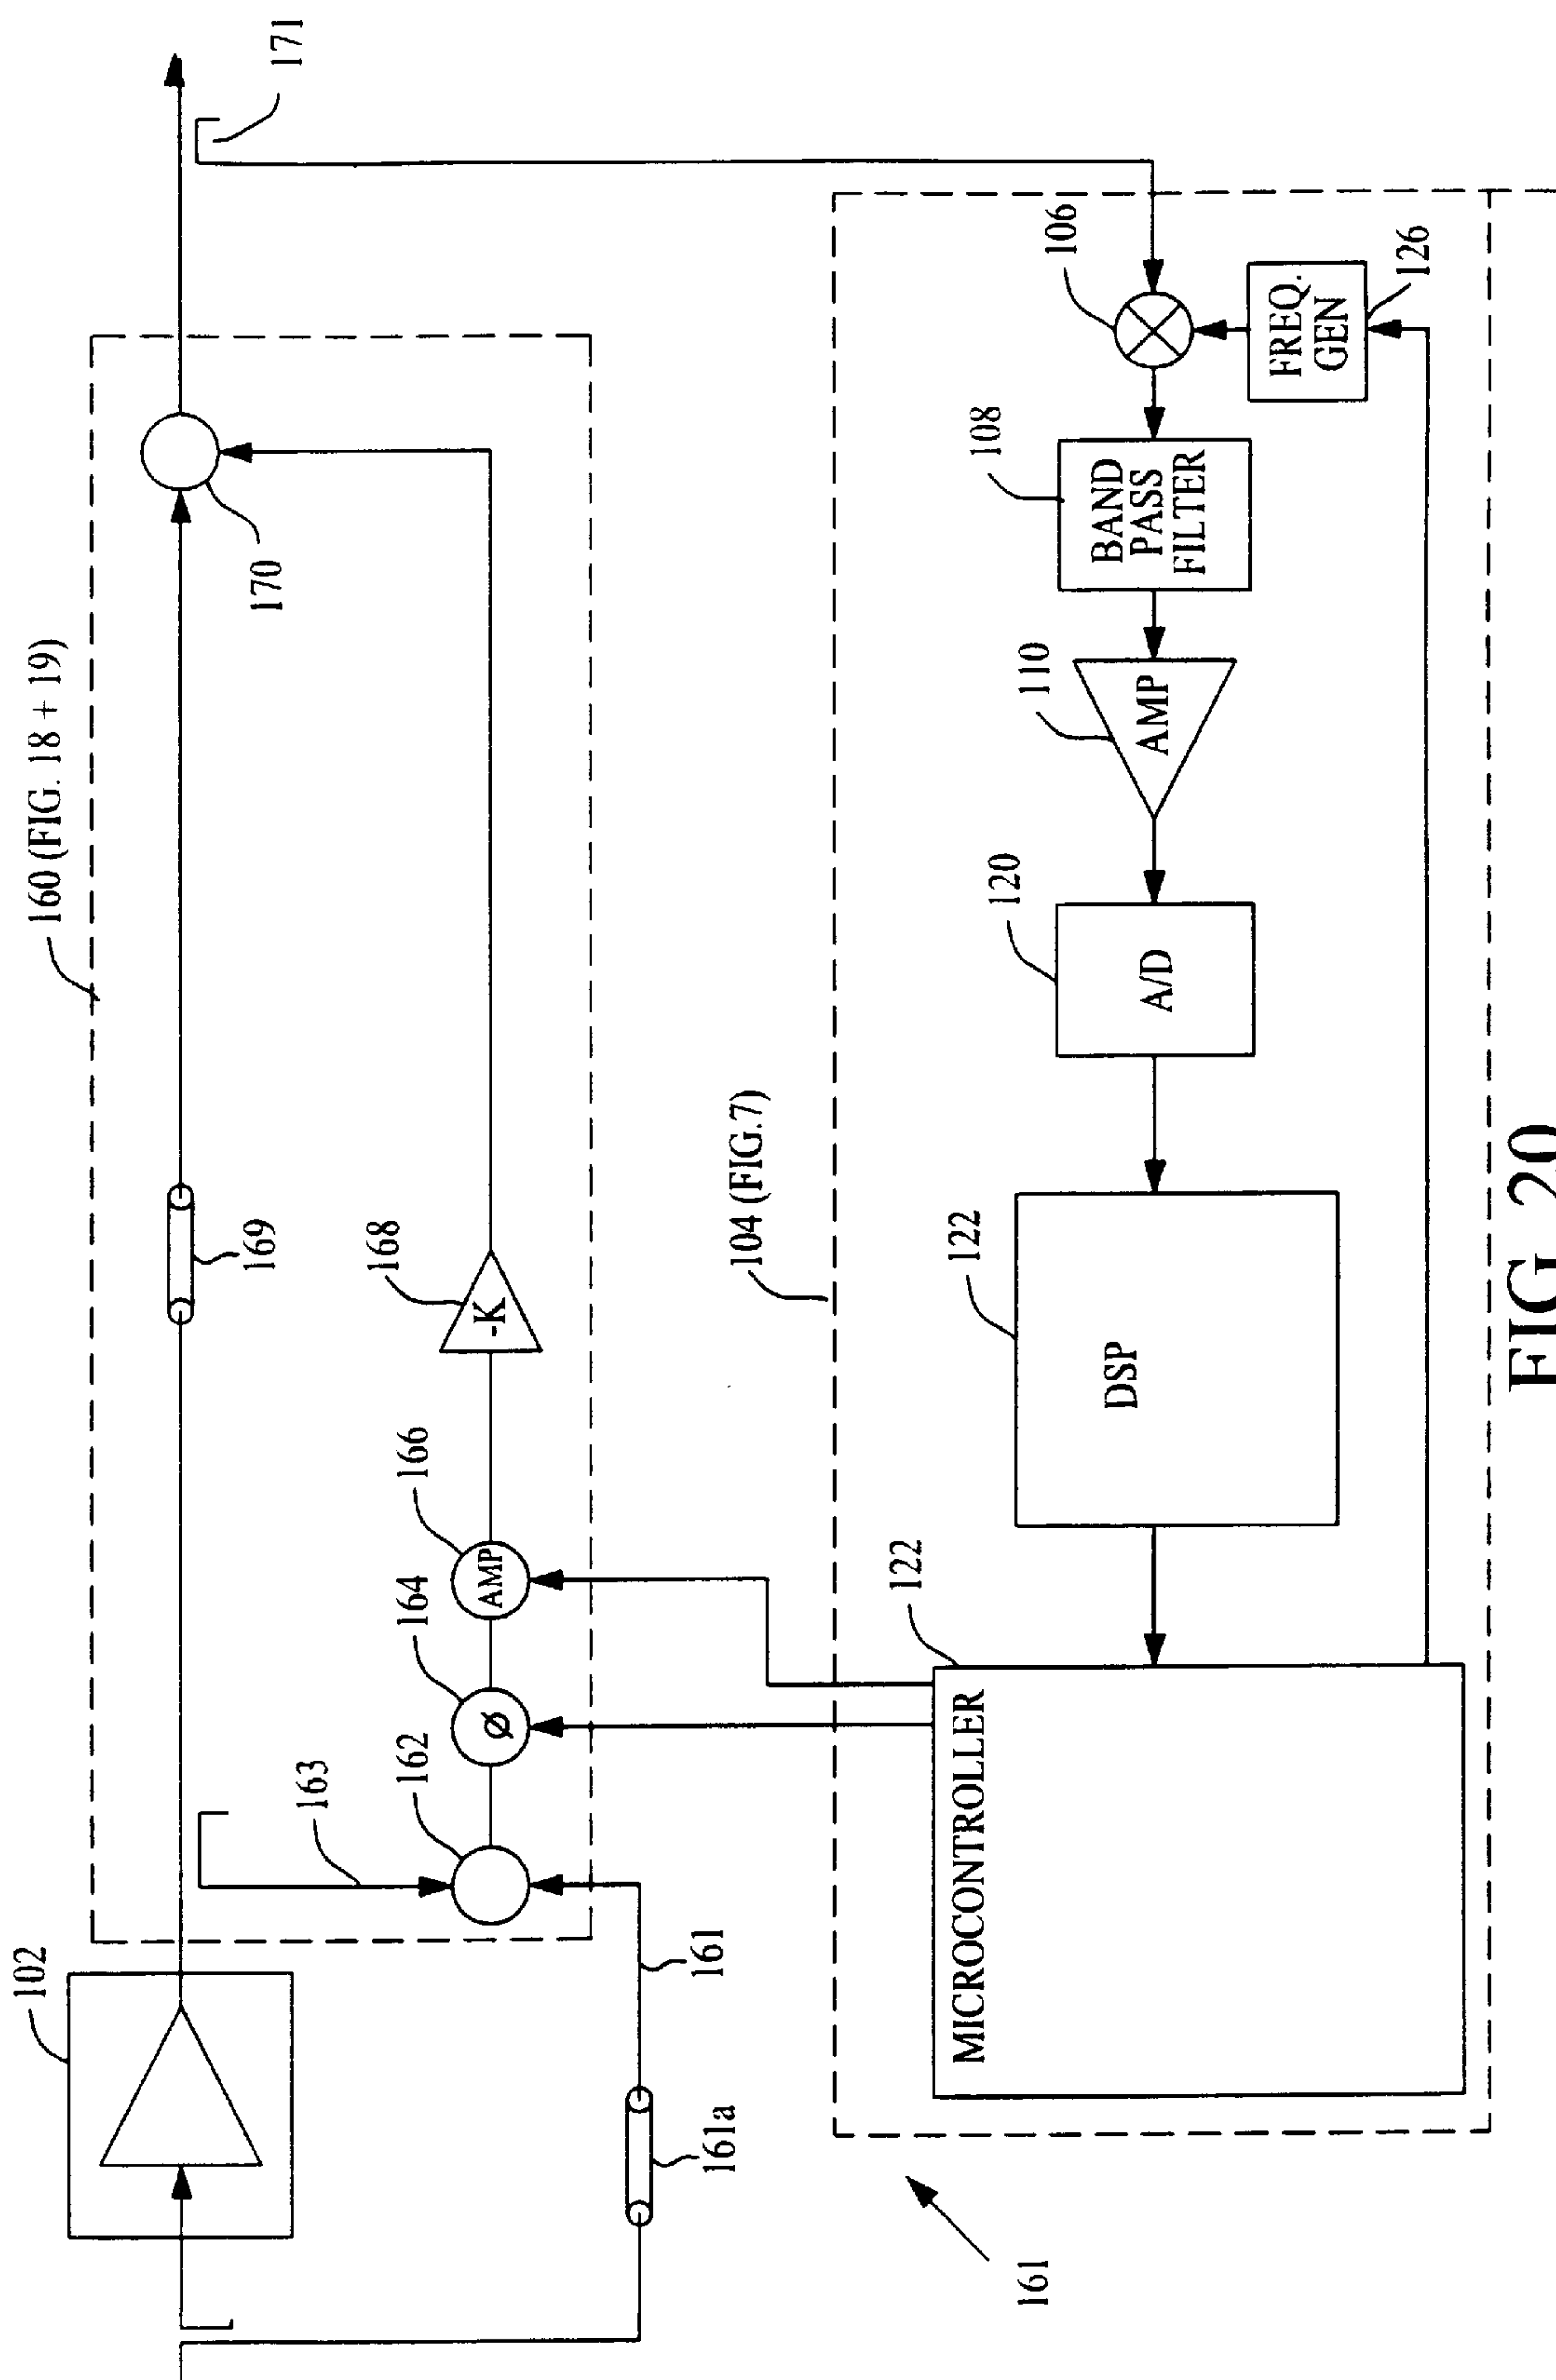 160 (FIG. 18 + 19)
102
163
162
164
166
AMP
ø
168
-K
169
170
171
161
161a
104 (FIG.7)
MICROCONTROLLER
122
DSP
122
A/D
120
AMP
110
BAND
PASS
FILTER
108
106
FREQ.
GEN
126
161
FIG. 20